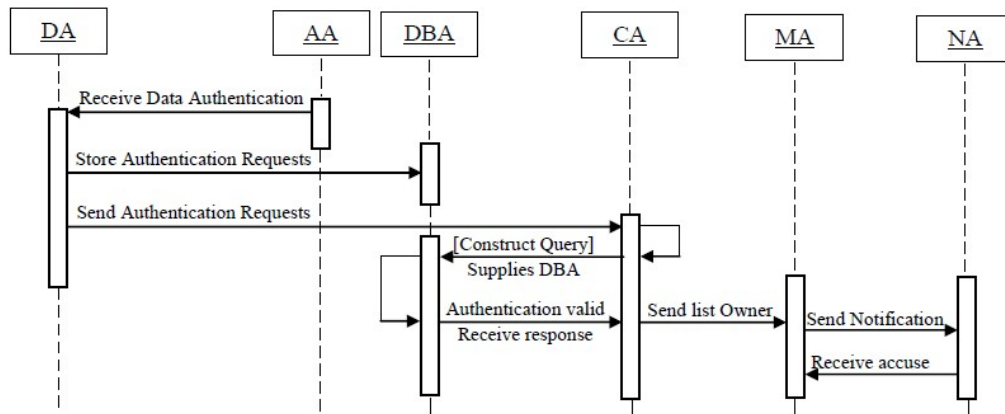 DA
AA
DBA
CA
MA
NA
Receive Data Authentication
Store Authentication Requests
Send Authentication Requests
[Construct Query]
Supplies DBA
Authentication valid
Receive response
Send list Owner
Send Notification
Receive accuse